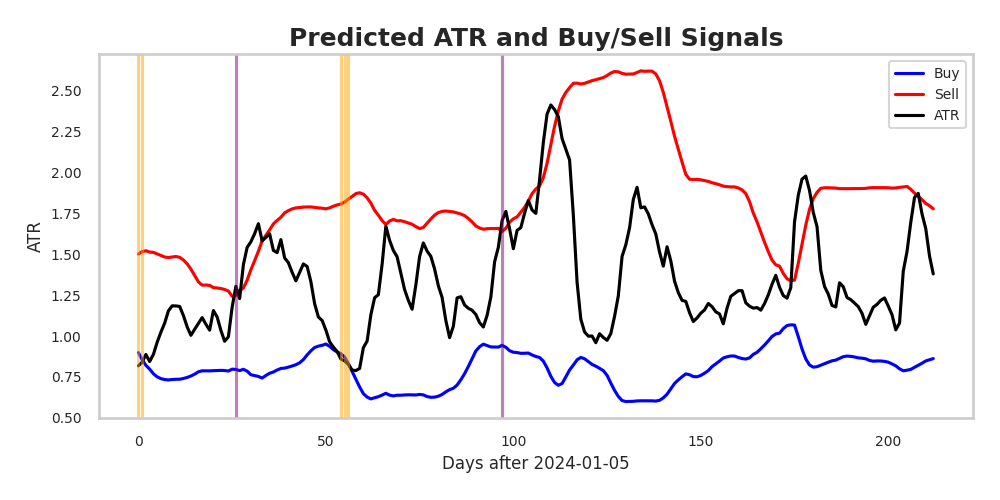 Predicted ATR and Buy/Sell Signals
Buy
Sell
ATR
ATR
2.50
2.25
2.00
1.75
1.50
1.25
1.00
0.75
0.50
0 50 100 150 200
Days after 2024-01-05